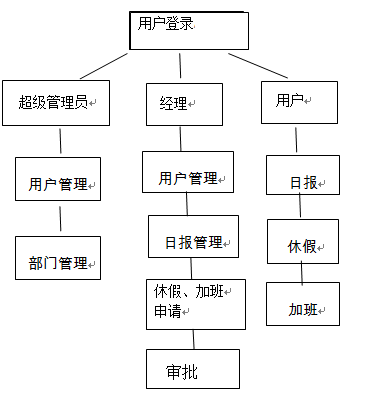 用户登录
超级管理员
经理
用户
用户管理
用户管理
日报
部门管理
日报管理
休假
休假、加班
申请
加班
审批